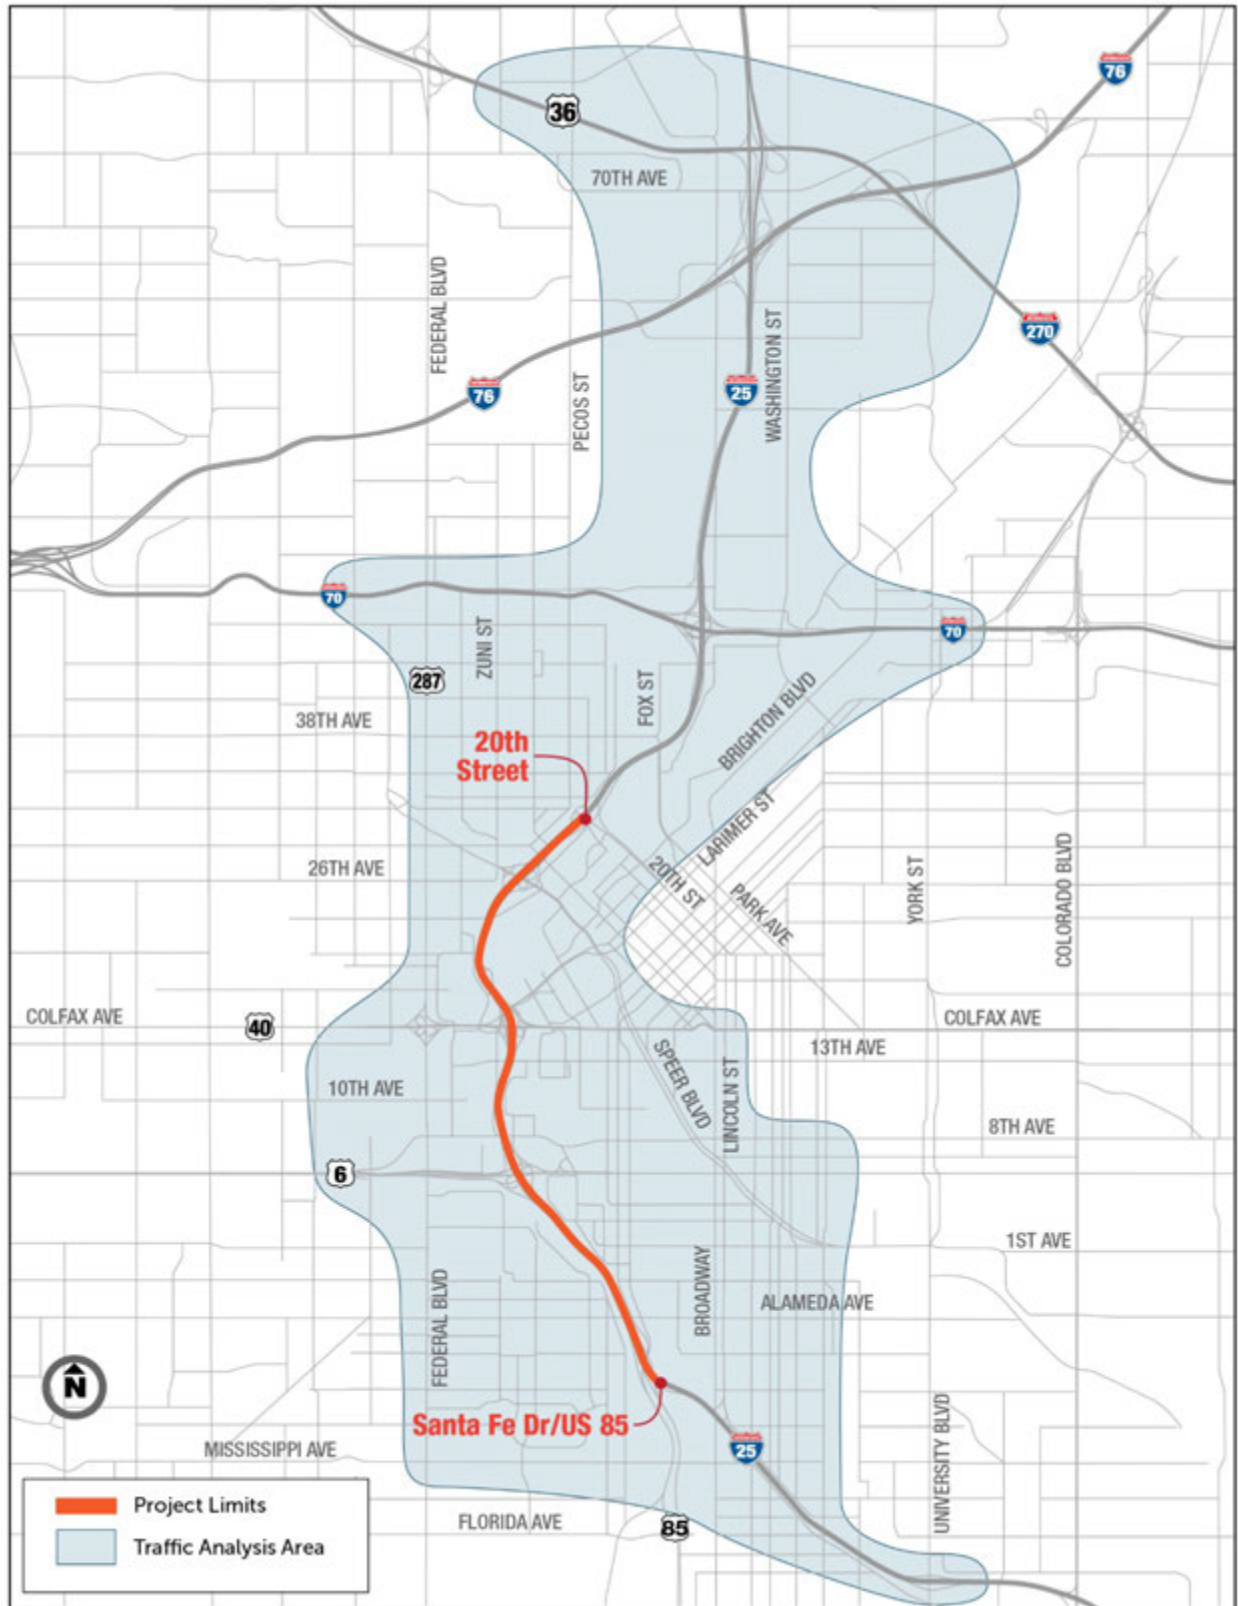 76
36
70TH AVE
FEDERAL BLVD
270
WASHINGTON ST
PECOS ST
76
25
70
70
ZUNI ST
287
FOX ST
BRIGHTON BLVD
38TH AVE
20th
Street
LARIMER ST
26TH AVE
20TH ST
PARK AVE
YORK ST
COLORADO BLVD
COLFAX AVE
40
COLFAX AVE
13TH AVE
SPEER BLVD
LINCOLN ST
10TH AVE
8TH AVE
6
1ST AVE
BROADWAY
ALAMEDA AVE
FEDERAL BLVD
N
Santa Fe Dr/US 85
25
UNIVERSITY BLVD
MISSISSIPPI AVE
Project Limits
FLORIDA AVE
85
Traffic Analysis Area